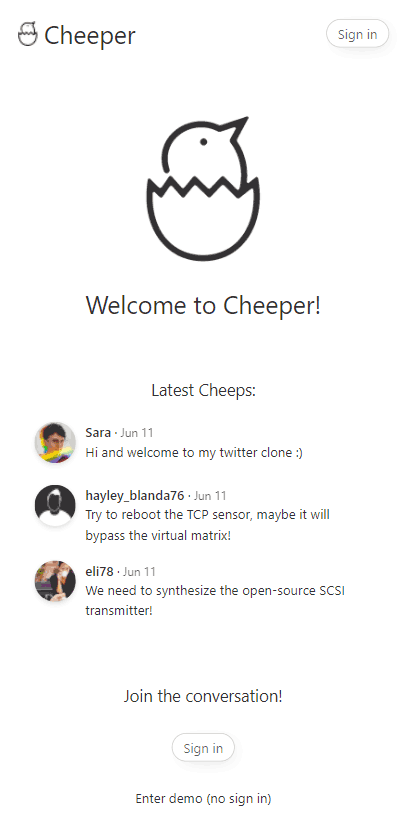 Cheeper
Sign in
Welcome to Cheeper!
Latest Cheeps:
Sara · Jun 11
Hi and welcome to my twitter clone :)
hayley_blanda76 · Jun 11
Try to reboot the TCP sensor, maybe it will
bypass the virtual matrix!
eli78 · Jun 11
We need to synthesize the open-source SCSI
transmitter!
Join the conversation!
Sign in
Enter demo (no sign in)